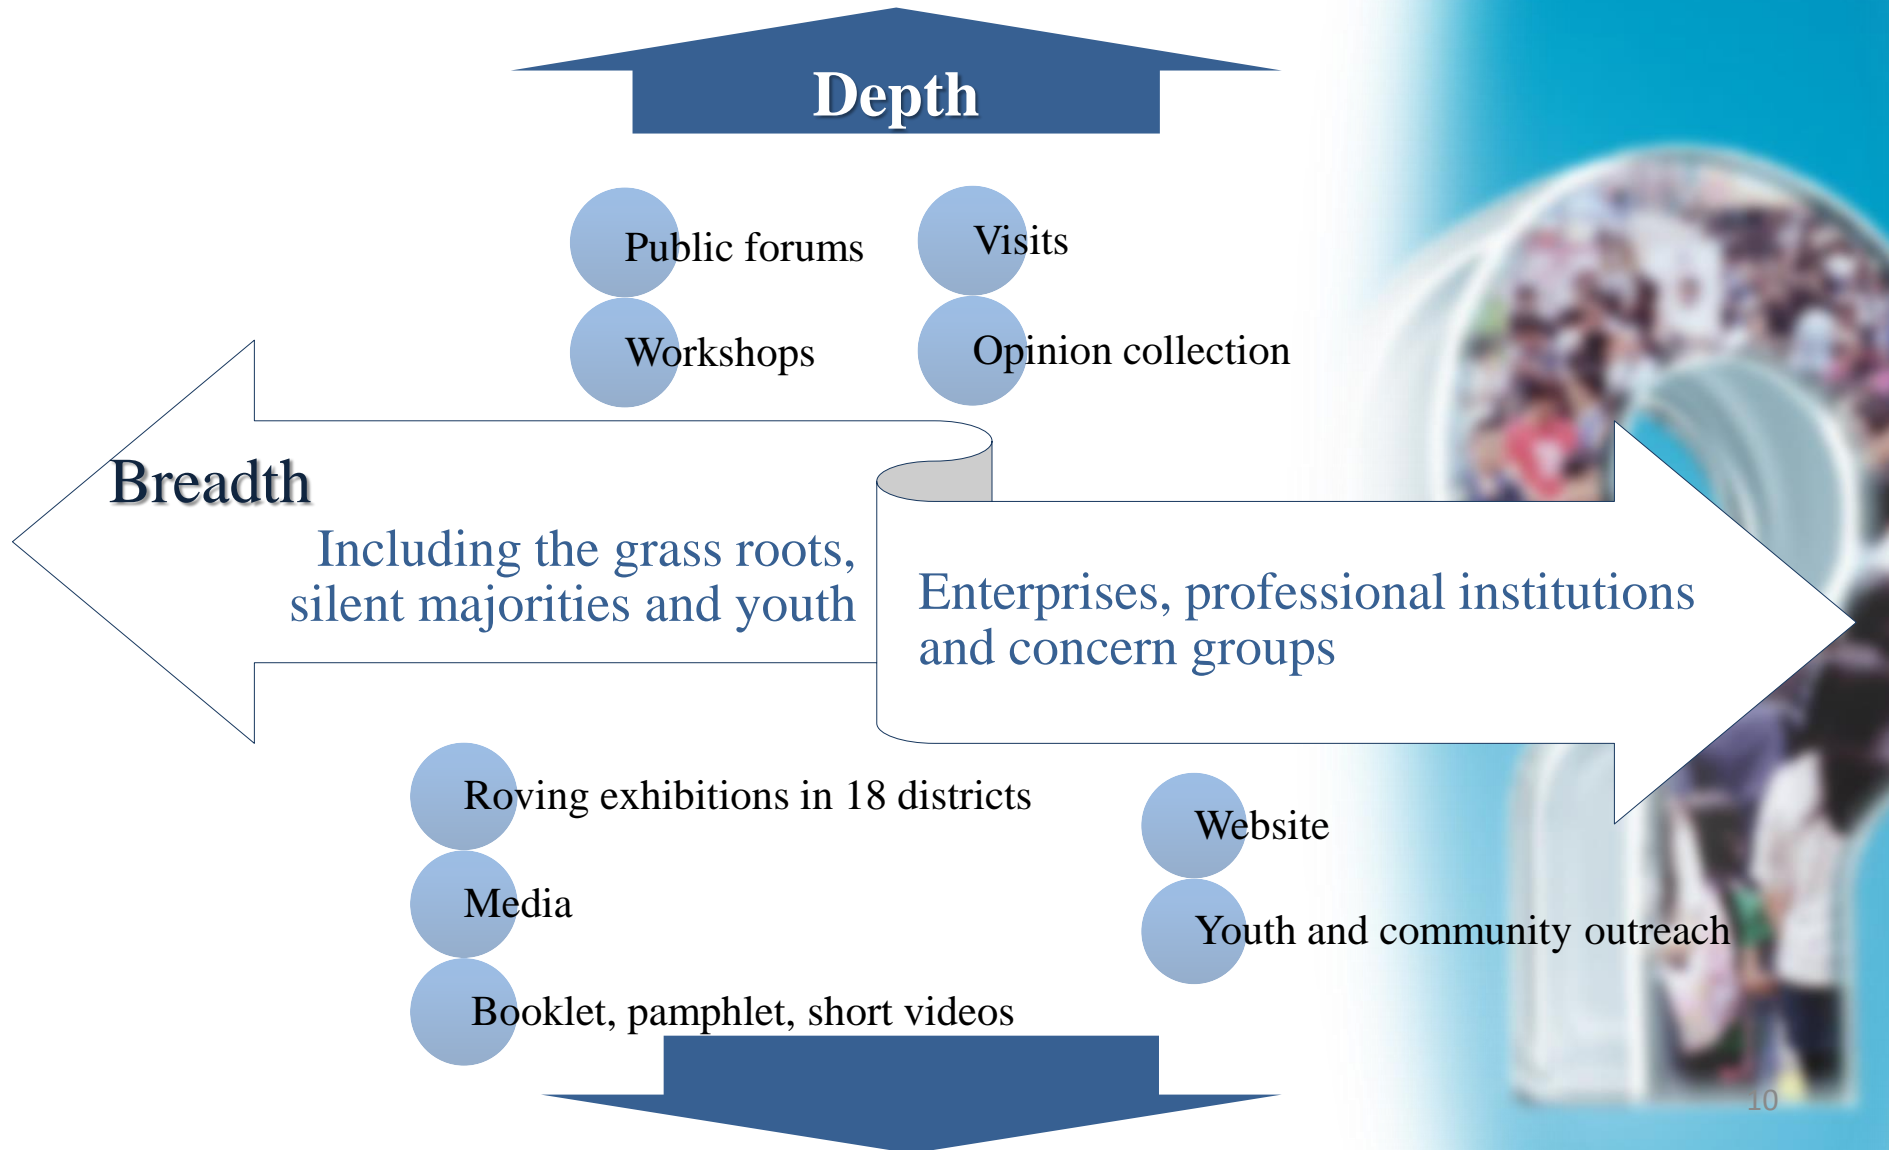 Depth
Public forums
Visits
Workshops
Opinion collection
Breadth
Including the grass roots,
silent majorities and youth
Enterprises, professional institutions
and concern groups
Roving exhibitions in 18 districts
Website
Media
Youth and community outreach
Booklet, pamphlet, short videos
10